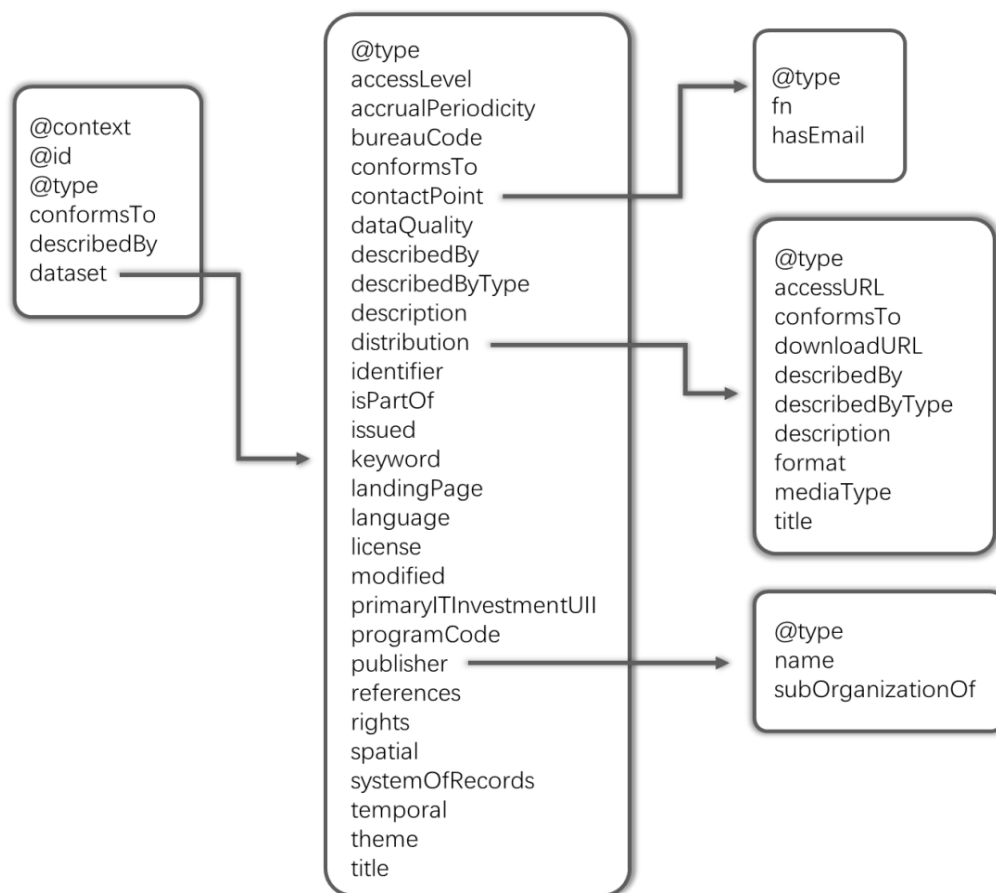 @context
@id
@type
conformsTo
describedBy
dataset
@type
accessLevel
accrualPeriodicity
bureauCode
conformsTo
contactPoint
dataQuality
describedBy
describedByType
description
distribution
identifier
isPartOf
issued
keyword
landingPage
language
license
modified
primaryITInvestmentUII
programCode
publisher
references
rights
spatial
systemOfRecords
temporal
theme
title
@type
fn
hasEmail
@type
accessURL
conformsTo
downloadURL
describedBy
describedByType
description
format
mediaType
title
@type
name
subOrganizationOf